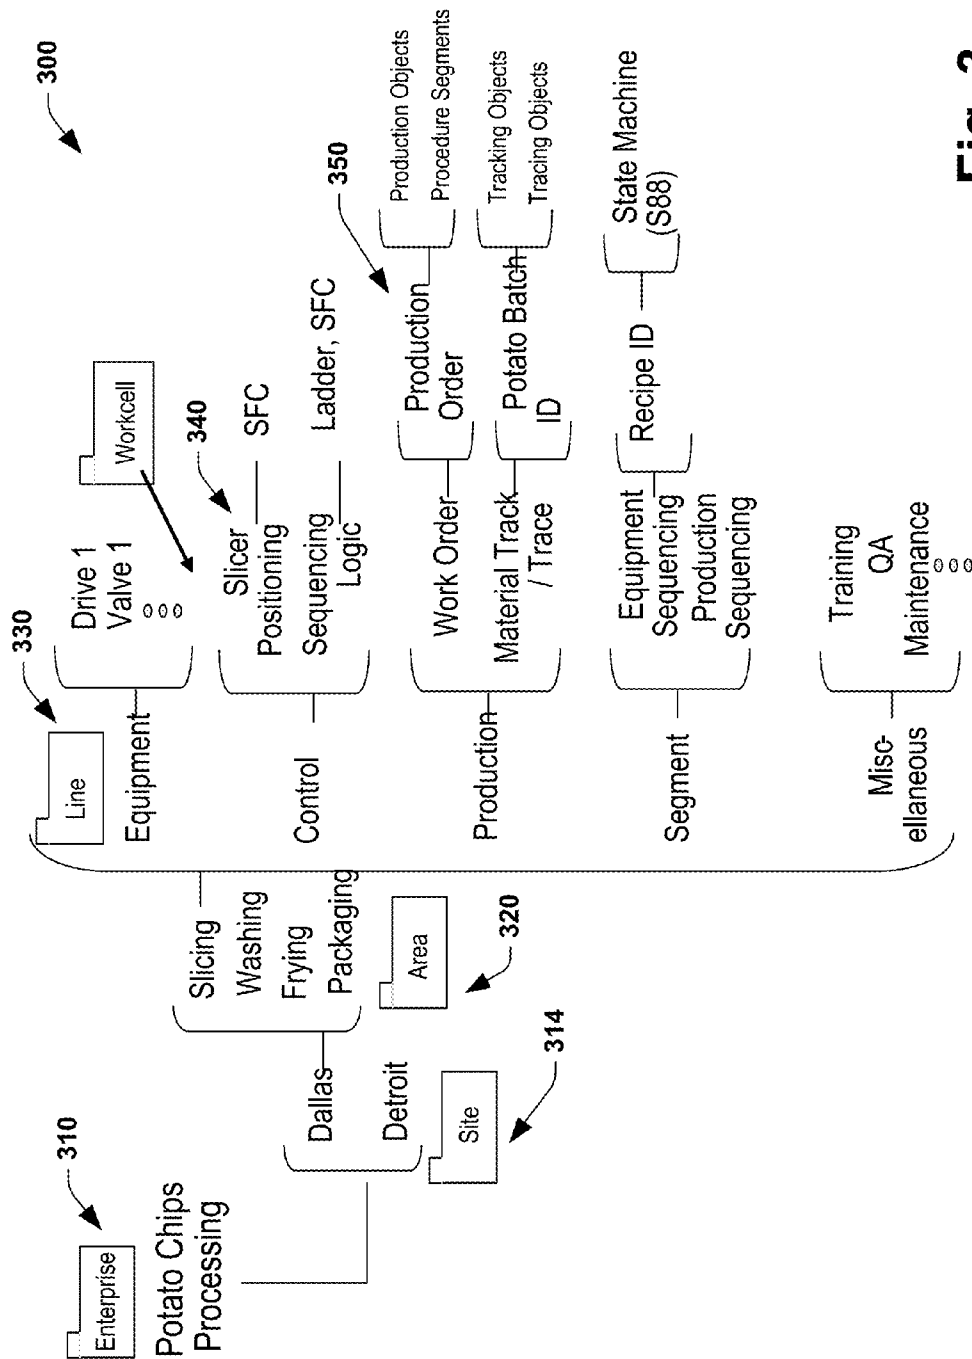 300
310
Enterprise
Potato Chips
Processing
Dallas
Detroit
Site
314
Slicing
Washing
Frying
Packaging
Area
320
330
Line
Equipment
Drive 1
Valve 1
Workcell
Control
Slicer
Positioning
SFC
340
Sequencing
Logic
Ladder, SFC
Production
Work Order
Production
Order
350
Production Objects
Procedure Segments
Material Track
/ Trace
Potato Batch
ID
Tracking Objects
Tracing Objects
Segment
Equipment
Sequencing
Production
Sequencing
Recipe ID
State Machine
(S88)
Misc-
ellaneous
Training
QA
Maintenance
Fig.